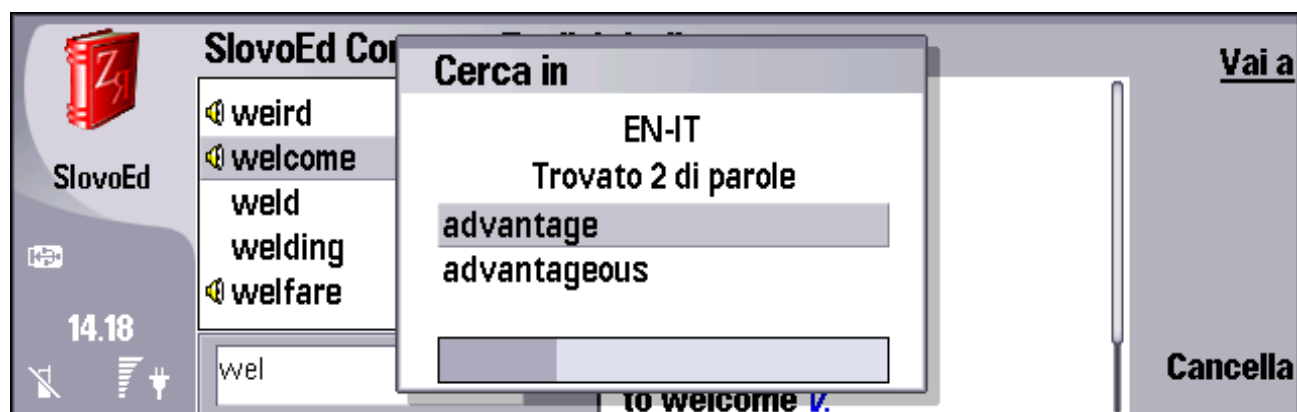 SlovoEd
14.18
SlovoEd
weird
welcome
weld
welding
welfare
wel
Cerca in
EN-IT
Trovato 2 di parole
advantage
advantageous
to welcome v.
Vai a
Cancella